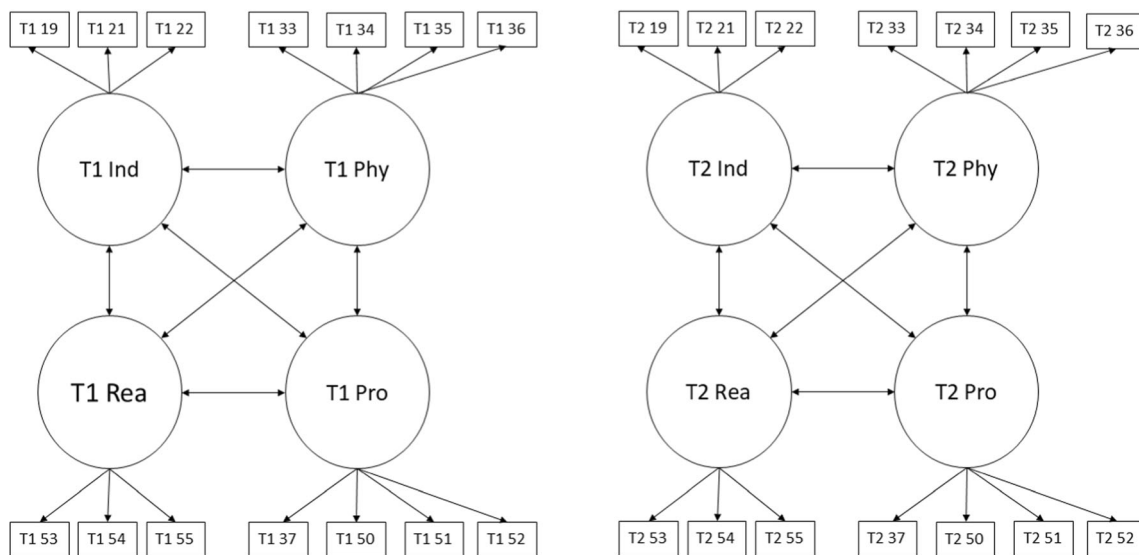 T1 19 T1 21 T1 22 T1 33 T1 34 T1 35 T1 36
T2 19 T2 21 T2 22 T2 33 T2 34 T2 35 T2 36
T1 Ind T1 Phy
T2 Ind T2 Phy
T1 Rea T1 Pro
T2 Rea T2 Pro
T1 53 T1 54 T1 55 T1 37 T1 50 T1 51 T1 52
T2 53 T2 54 T2 55 T2 37 T2 50 T2 51 T2 52